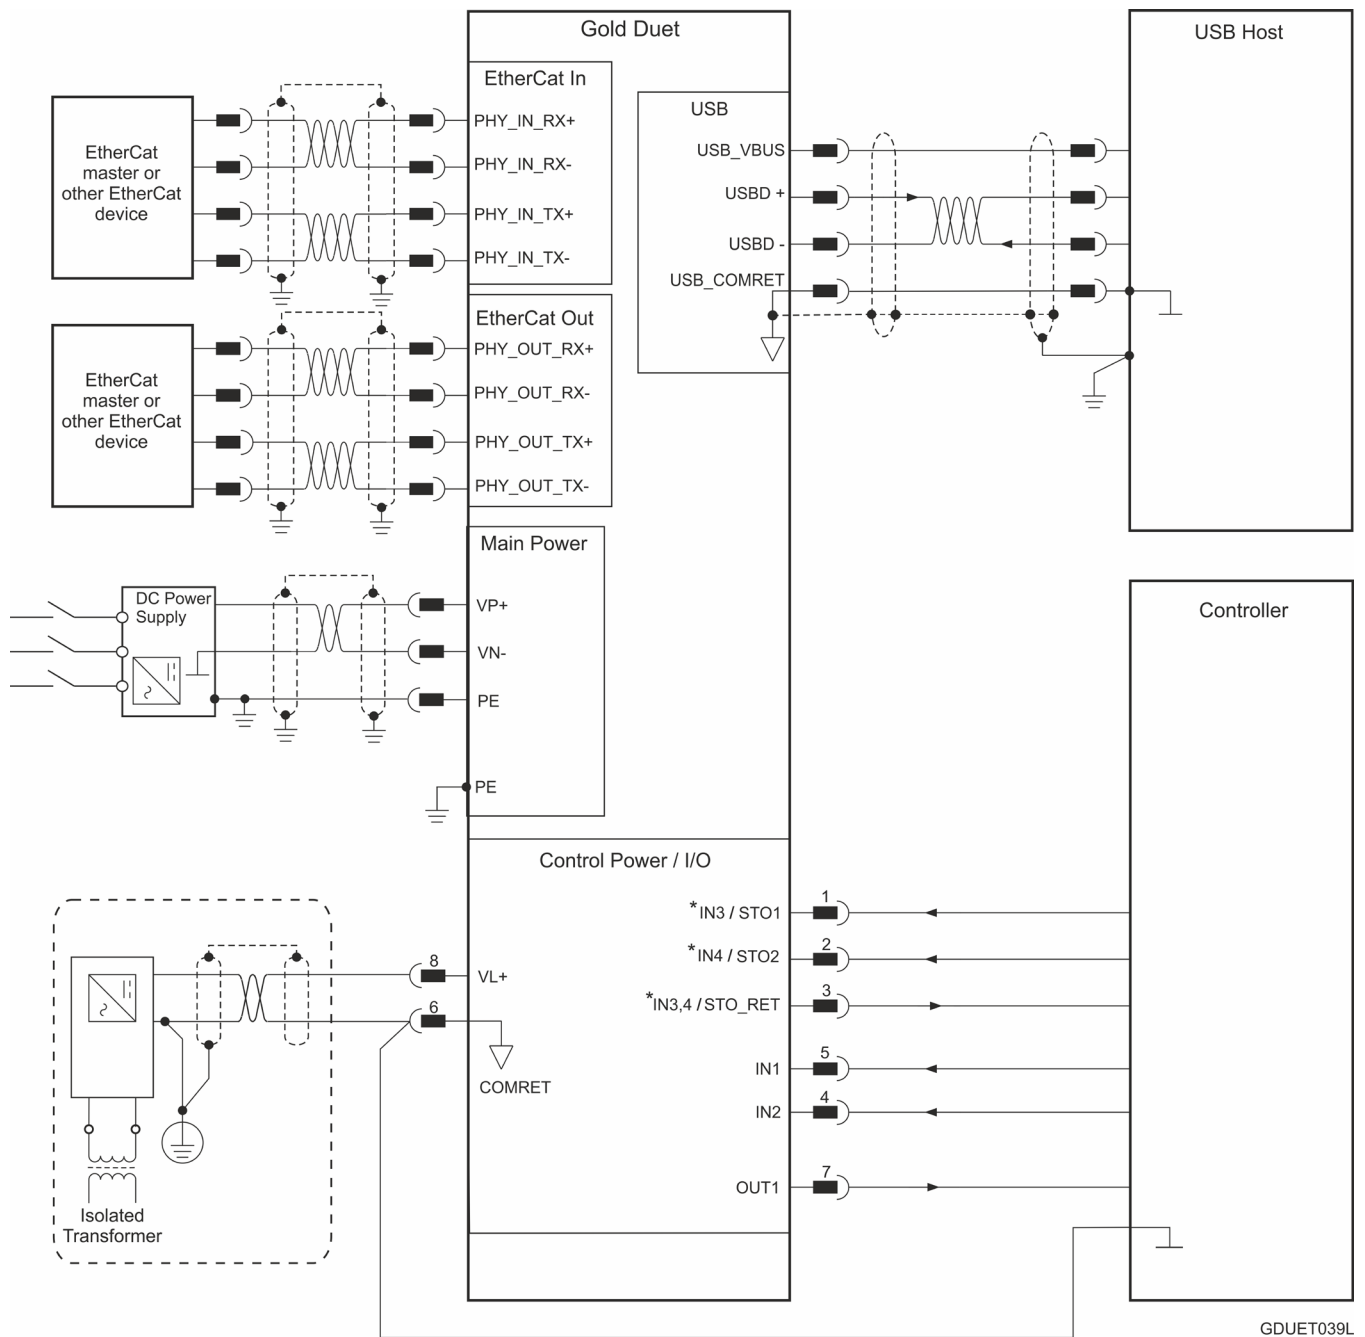 Gold Duet
USB Host
EtherCat In
PHY_IN_RX+
PHY_IN_RX-
PHY_IN_TX+
PHY_IN_TX-
EtherCat
master or
other EtherCat
device
USB
USB_VBUS
USBD +
USBD -
USB_COMRET
EtherCat Out
PHY_OUT_RX+
PHY_OUT_RX-
PHY_OUT_TX+
PHY_OUT_TX-
EtherCat
master or
other EtherCat
device
Main Power
VP+
VN-
PE
PE
DC Power
Supply
Controller
Control Power / I/O
*IN3 / STO1
1
*IN4 / STO2
2
*IN3,4 / STO_RET
3
IN1
5
IN2
4
OUT1
7
8
VL+
6
COMRET
Isolated
Transformer
GDUET039L